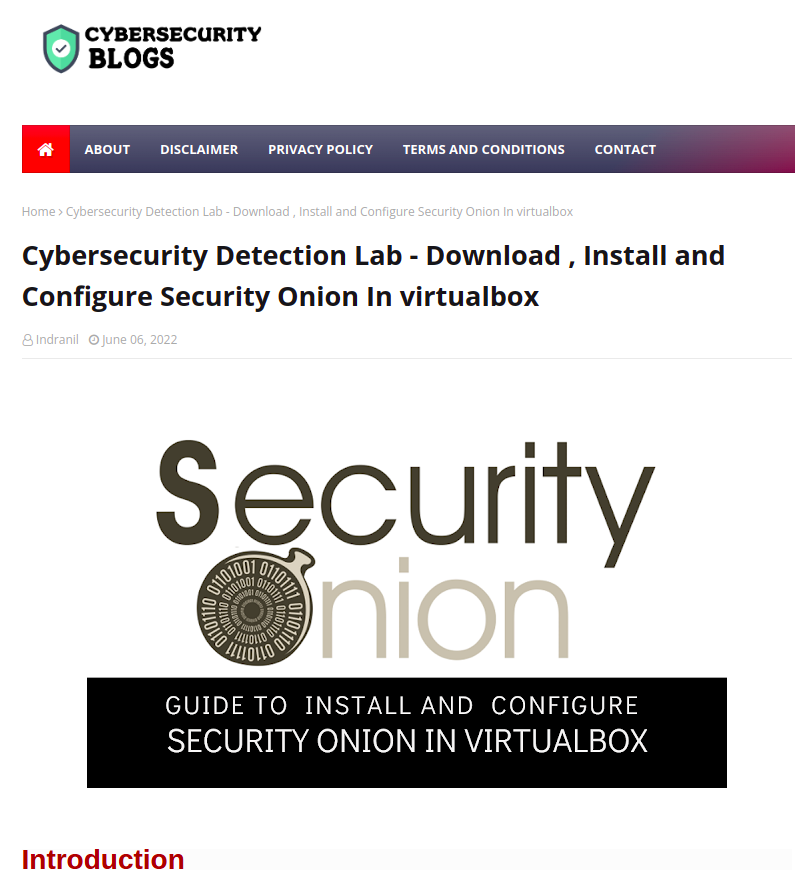 CYBERSECURITY
BLOGS
ABOUT DISCLAIMER PRIVACY POLICY TERMS AND CONDITIONS CONTACT
Home › Cybersecurity Detection Lab - Download , Install and Configure Security Onion In virtualbox
Cybersecurity Detection Lab - Download , Install and
Configure Security Onion In virtualbox
Indranil June 06, 2022
Security
Onion
GUIDE TO INSTALL AND CONFIGURE
SECURITY ONION IN VIRTUALBOX
Introduction